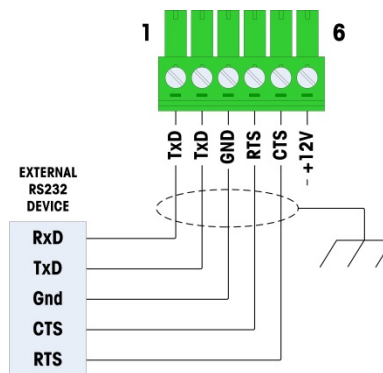 1 6
TxD
TxD
GND
RTS
CTS
- +12V
EXTERNAL
RS232
DEVICE
RxD
TxD
Gnd
CTS
RTS